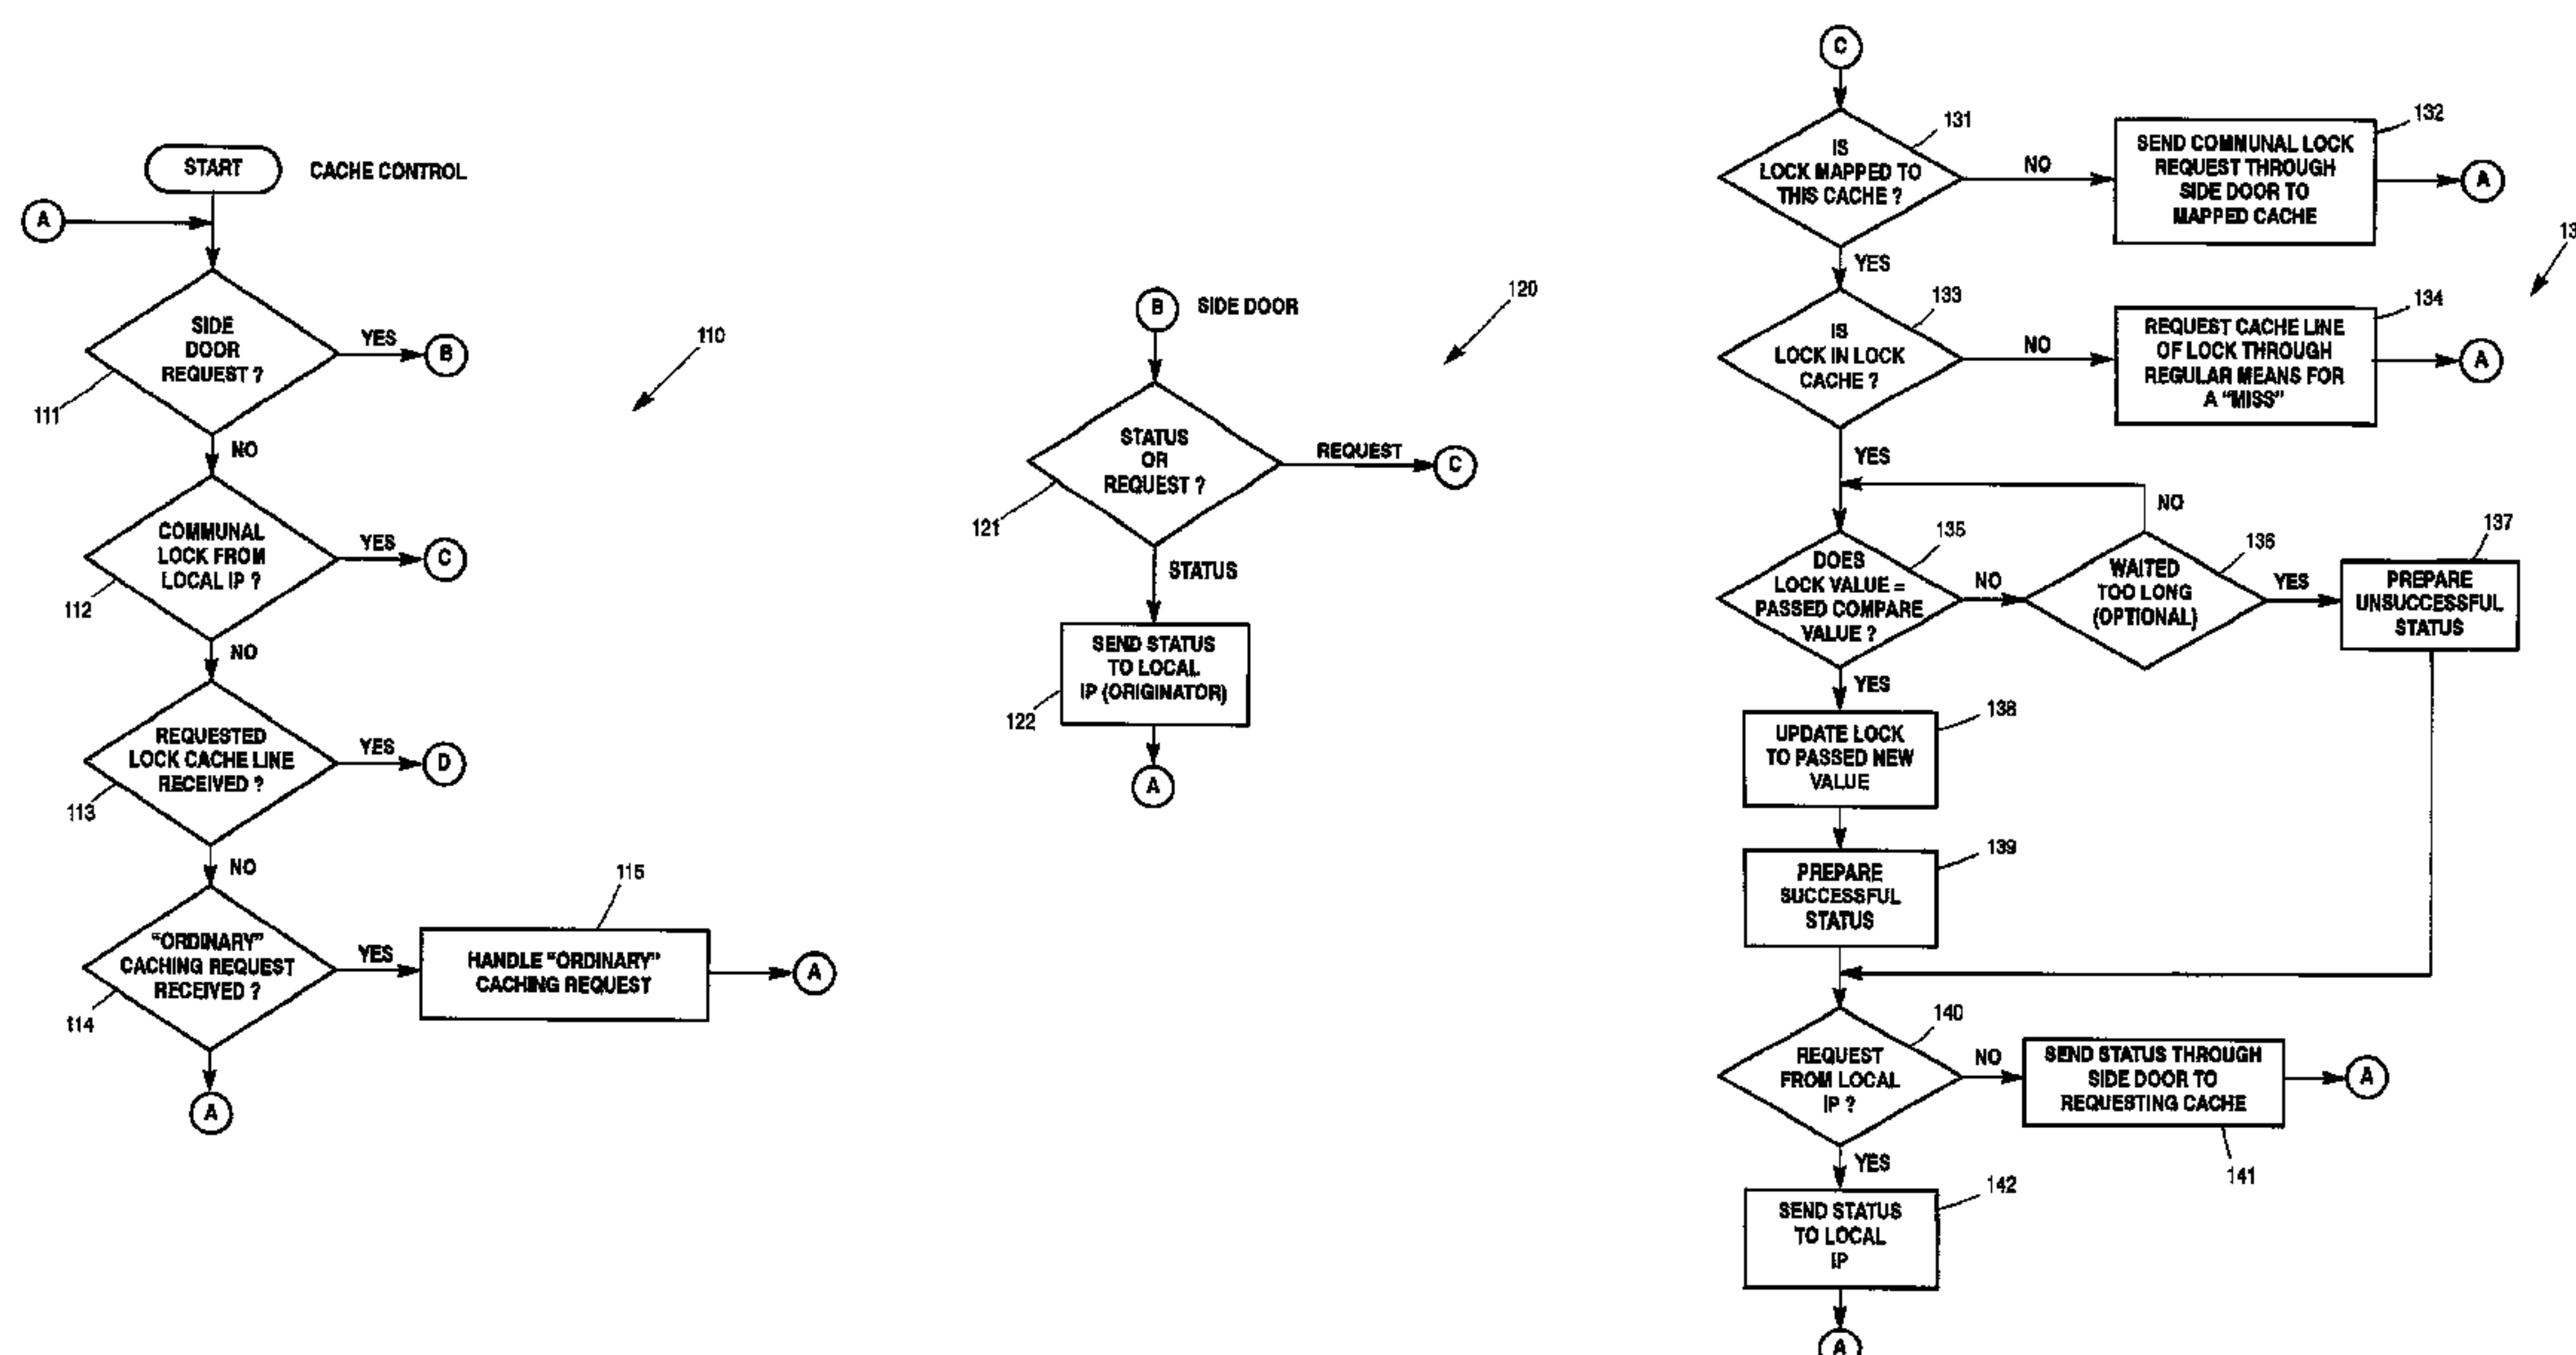 START
CACHE CONTROL
A
SIDE
DOOR
REQUEST ?
YES
B
110
111
NO
COMMUNAL
LOCK FROM
LOCAL IP ?
YES
C
112
NO
REQUESTED
LOCK CACHE LINE
RECEIVED ?
YES
D
113
NO
115
"ORDINARY"
CACHING REQUEST
RECEIVED ?
YES
HANDLE "ORDINARY"
CACHING REQUEST
A
114
A
B
SIDE DOOR
120
STATUS
OR
REQUEST ?
REQUEST
C
121
STATUS
SEND STATUS
TO LOCAL
IP (ORIGINATOR)
122
A
C
131
IS
LOCK MAPPED TO
THIS CACHE ?
NO
132
SEND COMMUNAL LOCK
REQUEST THROUGH
SIDE DOOR TO
MAPPED CACHE
A
YES
133
IS
LOCK IN LOCK
CACHE ?
NO
134
REQUEST CACHE LINE
OF LOCK THROUGH
REGULAR MEANS FOR
A "MISS"
A
YES
NO
135
DOES
LOCK VALUE =
PASSED COMPARE
VALUE ?
NO
136
WAITED
TOO LONG
(OPTIONAL)
YES
137
PREPARE
UNSUCCESSFUL
STATUS
YES
138
UPDATE LOCK
TO PASSED NEW
VALUE
139
PREPARE
SUCCESSFUL
STATUS
140
REQUEST
FROM LOCAL
IP ?
NO
SEND STATUS THROUGH
SIDE DOOR TO
REQUESTING CACHE
A
141
YES
142
SEND STATUS
TO LOCAL
IP
A